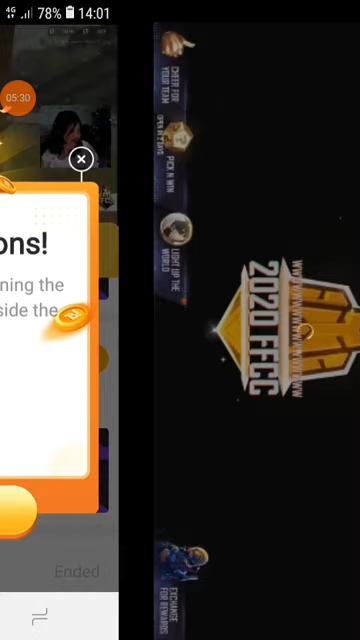 4G 78% 14:01
05:30
ons!
ning the
side the
Ended
CHEER FOR
YOUR TEAM
PICK N WIN
LIGHT UP THE
WORLD
2020 FFCC
EXCHANGE
FOR REWARDS